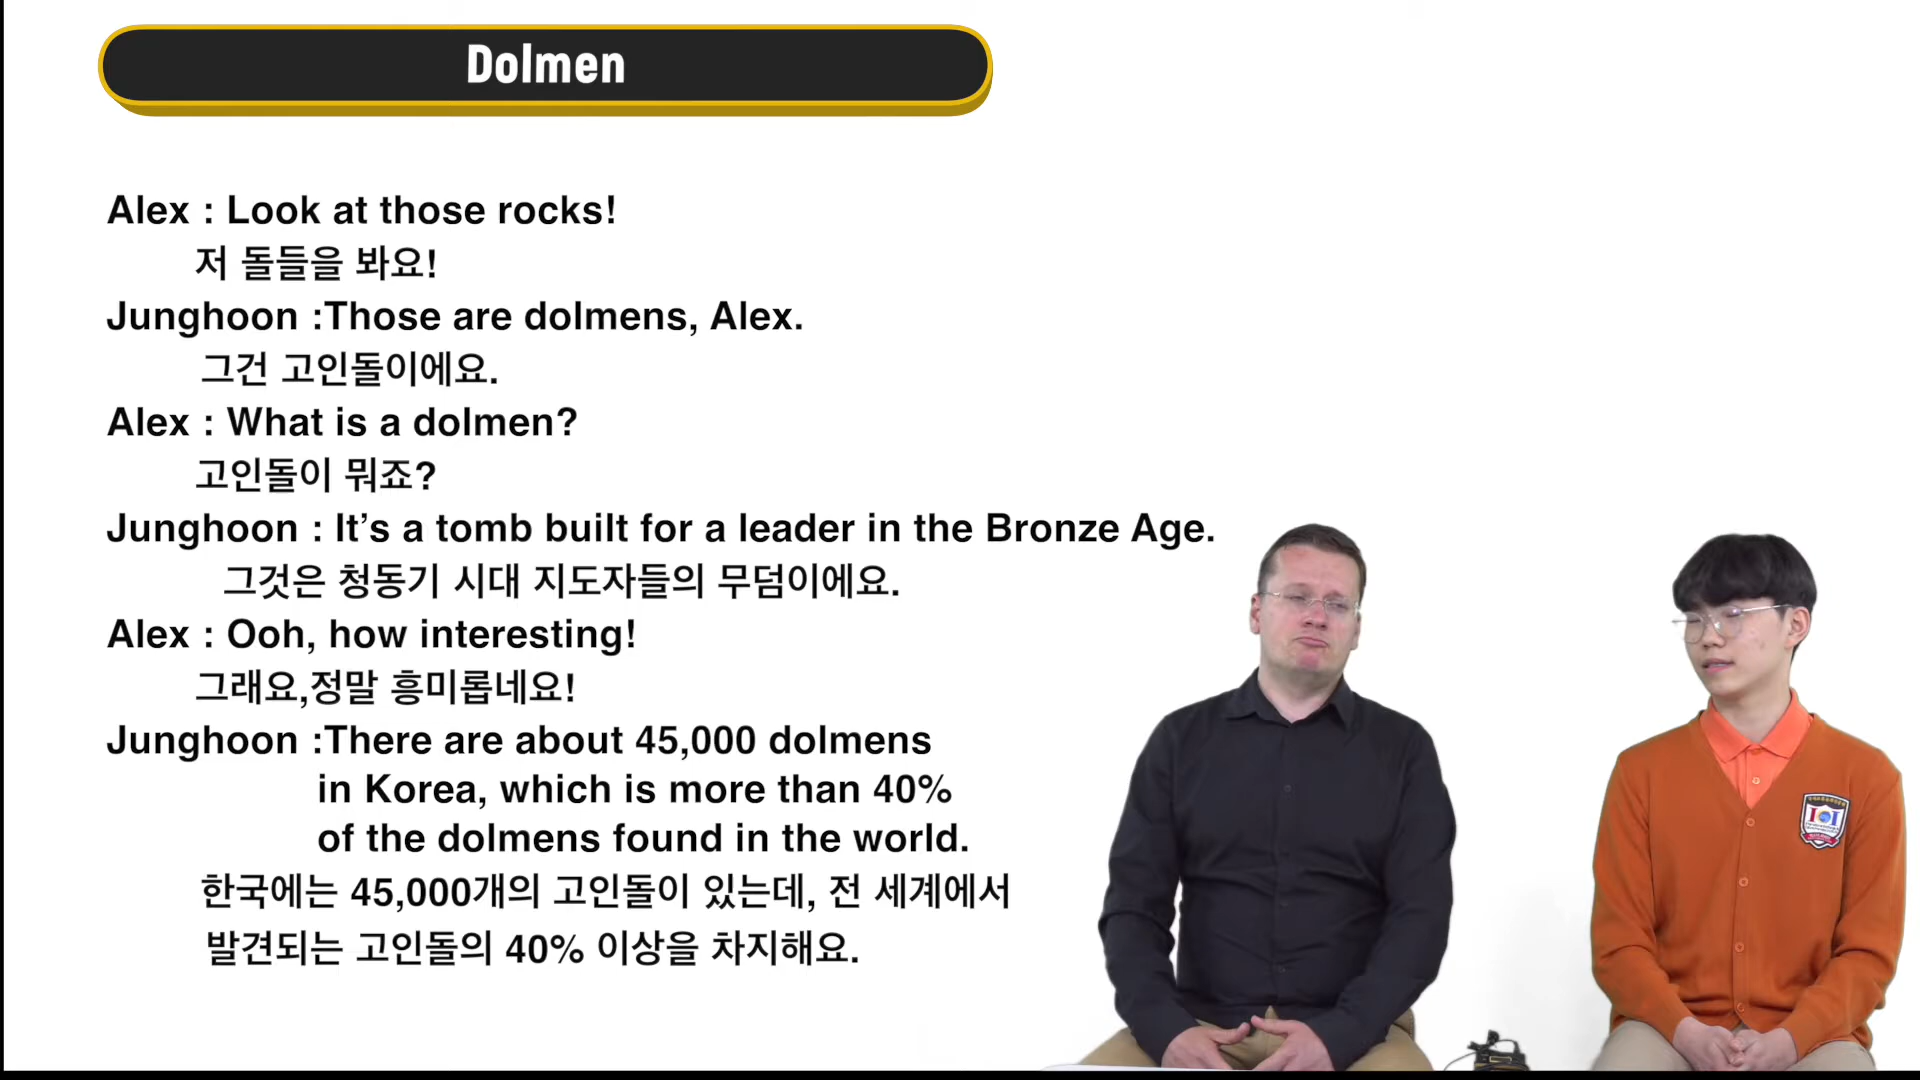 Dolmen
Alex : Look at those rocks!
저 돌들을 봐요!
Junghoon :Those are dolmens, Alex.
그건 고인돌이에요.
Alex : What is a dolmen?
고인돌이 뭐죠?
Junghoon : It’s a tomb built for a leader in the Bronze Age.
그것은 청동기 시대 지도자들의 무덤이에요.
Alex : Ooh, how interesting!
그래요,정말 흥미롭네요!
Junghoon :There are about 45,000 dolmens
in Korea, which is more than 40%
of the dolmens found in the world.
한국에는 45,000개의 고인돌이 있는데, 전 세계에서
발견되는 고인돌의 40% 이상을 차지해요.